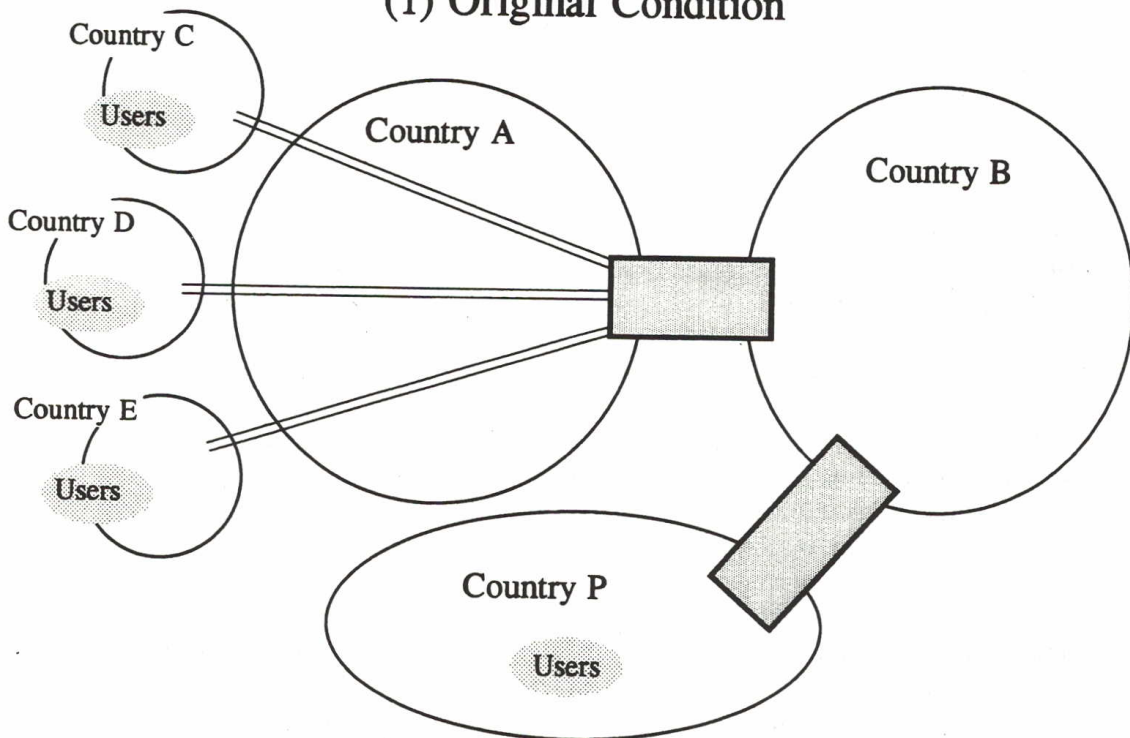 (1) Original Condition
Country C
Users
Country A
Country B
Country D
Users
Country E
Users
Country P
Users